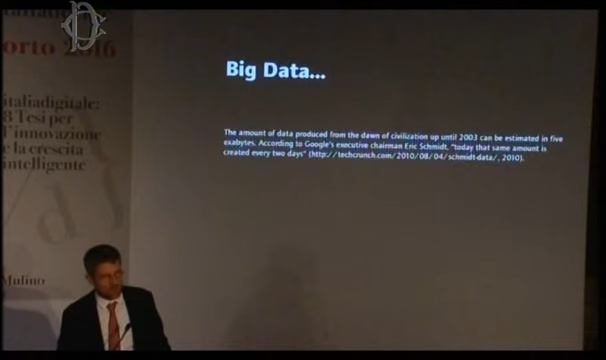 orto 2016
italiadigitale:
8 Tesi per
l'innovazione
e la crescita
intelligente
Mulino
Big Data...
The amount of data produced from the dawn of civilization up until 2003 can be estimated in five
exabytes. According to Google's executive chairman Eric Schmidt, "today that same amount is
created every two days" (http://techcrunch.com/2010/08/04/schmidt-data/, 2010).